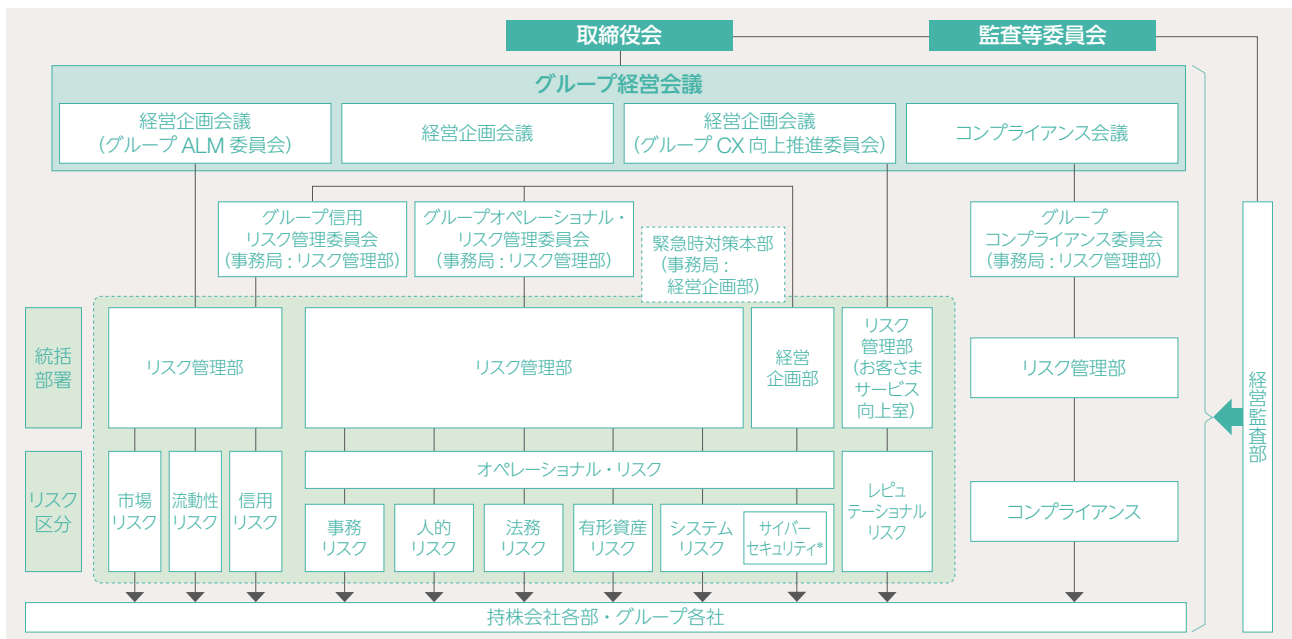 取締役会
監査等委員会
グループ経営会議
経営企画会議
（グループ ALM 委員会）
経営企画会議
経営企画会議
（グループ CX 向上推進委員会）
コンプライアンス会議
グループ信用
リスク管理委員会
（事務局：リスク管理部）
グループオペレーショナル・
リスク管理委員会
（事務局：リスク管理部）
緊急時対策本部
（事務局：
経営企画部）
グループ
コンプライアンス委員会
（事務局：リスク管理部）
統括
部署
リスク管理部
リスク管理部
経営
企画部
リスク
管理部
（お客さま
サービス
向上室）
リスク管理部
経営監査部
リスク
区分
市場
リスク
流動性
リスク
信用
リスク
オペレーショナル・リスク
事務
リスク
人的
リスク
法務
リスク
有形資産
リスク
システム
リスク
サイバー
セキュリティ*
レピュ
テーショナル
リスク
コンプライアンス
持株会社各部・グループ各社